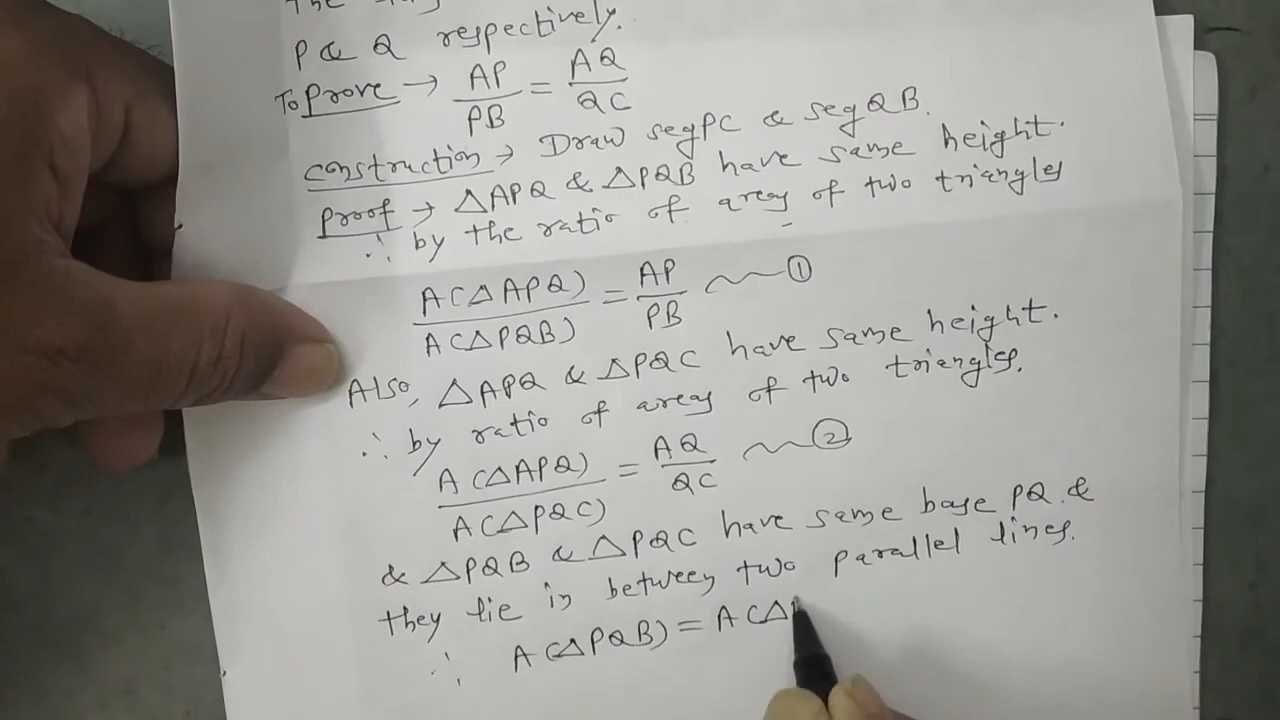 The
P & Q respectively.
To prove → AP/PB = AQ/QC
construction → Draw seg PC & seg QB.
Proof → △APQ & △PQB have same height.
∴ by the ratio of areas of two triangles
A(△APQ)/A(△PQB) = AP/PB ~ ①
Also, △APQ & △PQC have same height.
∴ by ratio of areas of two triangles.
A(△APQ)/A(△PQC) = AQ/QC ~ ②
& △PQB & △PQC have same base PQ &
they lie in between two parallel lines.
∴ A(△PQB) = A(△